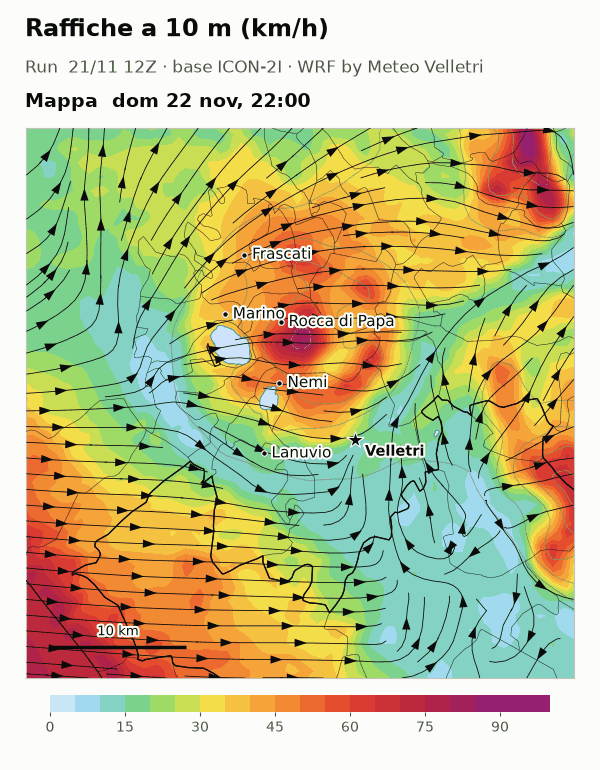 Raffiche a 10 m (km/h)
Run 21/11 12Z · base ICON-2I · WRF by Meteo Velletri
Mappa dom 22 nov, 22:00
Frascati
Marino
Rocca di Papa
Nemi
Velletri
Lanuvio
10 km
0 15 30 45 60 75 90